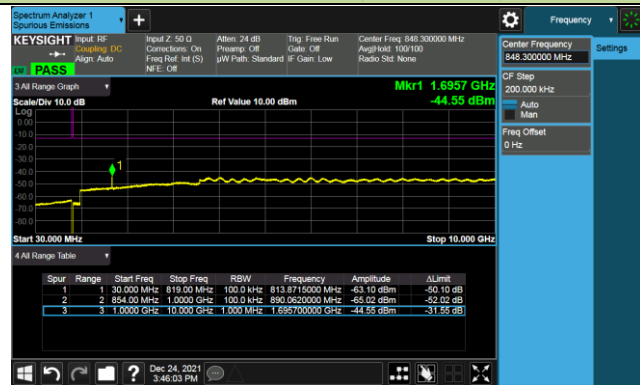 Spectrum Analyzer 1
Spurious Emissions
Frequency
KEYSIGHT Input: RF
Coupling: DC
Align: Auto
Input Z: 50 Ω
Corrections: On
Freq Ref: Int (S)
NFE: Off
Atten: 24 dB
Preamp: Off
µW Path: Standard
Trig: Free Run
Gate: Off
IF Gain: Low
Center Freq: 848.300000 MHz
Avg|Hold: 100/100
Radio Std: None
PASS
Center Frequency
848.300000 MHz
Settings
CF Step
200.000 kHz
Auto
Man
Freq Offset
0 Hz
3 All Range Graph
Mkr1 1.6957 GHz
Scale/Div 10.0 dB
Ref Value 10.00 dBm
-44.55 dBm
Log
0.00
-10.0
-20.0
-30.0
-40.0
-50.0
-60.0
-70.0
-80.0
1
Start 30.000 MHz
Stop 10.000 GHz
4 All Range Table
Spur Range Start Freq Stop Freq RBW Frequency Amplitude ΔLimit
1 1 30.000 MHz 819.00 MHz 100.0 kHz 813.8715000 MHz -63.10 dBm -50.10 dB
2 2 854.00 MHz 1.0000 GHz 100.0 kHz 890.0620000 MHz -65.02 dBm -52.02 dB
3 3 1.0000 GHz 10.000 GHz 1.000 MHz 1.695700000 GHz -44.55 dBm -31.55 dB
?
Dec 24, 2021
3:46:03 PM